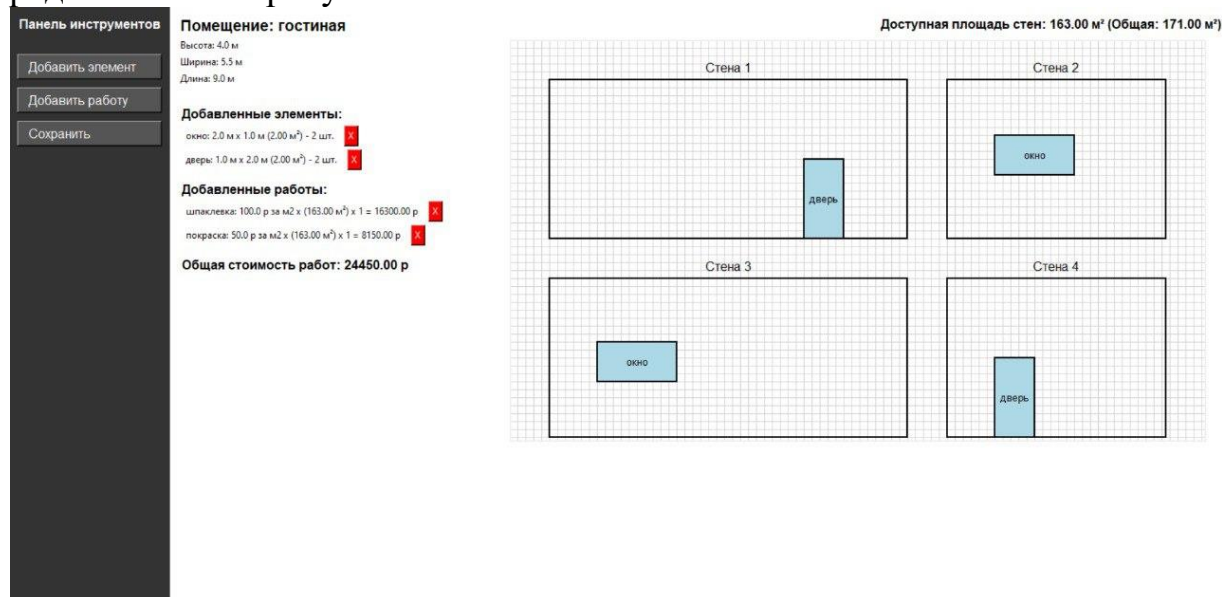 Панель инструментов
Добавить элемент
Добавить работу
Сохранить
Помещение: гостиная
Высота: 4.0 м
Ширина: 5.5 м
Длина: 9.0 м
Добавленные элементы:
окно: 2.0 м x 1.0 м (2.00 м²) - 2 шт. X
дверь: 1.0 м x 2.0 м (2.00 м²) - 2 шт. X
Добавленные работы:
шпаклевка: 100.0 р за м2 x (163.00 м²) x 1 = 16300.00 р X
покраска: 50.0 р за м2 x (163.00 м²) x 1 = 8150.00 р X
Общая стоимость работ: 24450.00 р
Доступная площадь стен: 163.00 м² (Общая: 171.00 м²)
Стена 1
дверь
Стена 2
окно
Стена 3
окно
Стена 4
дверь